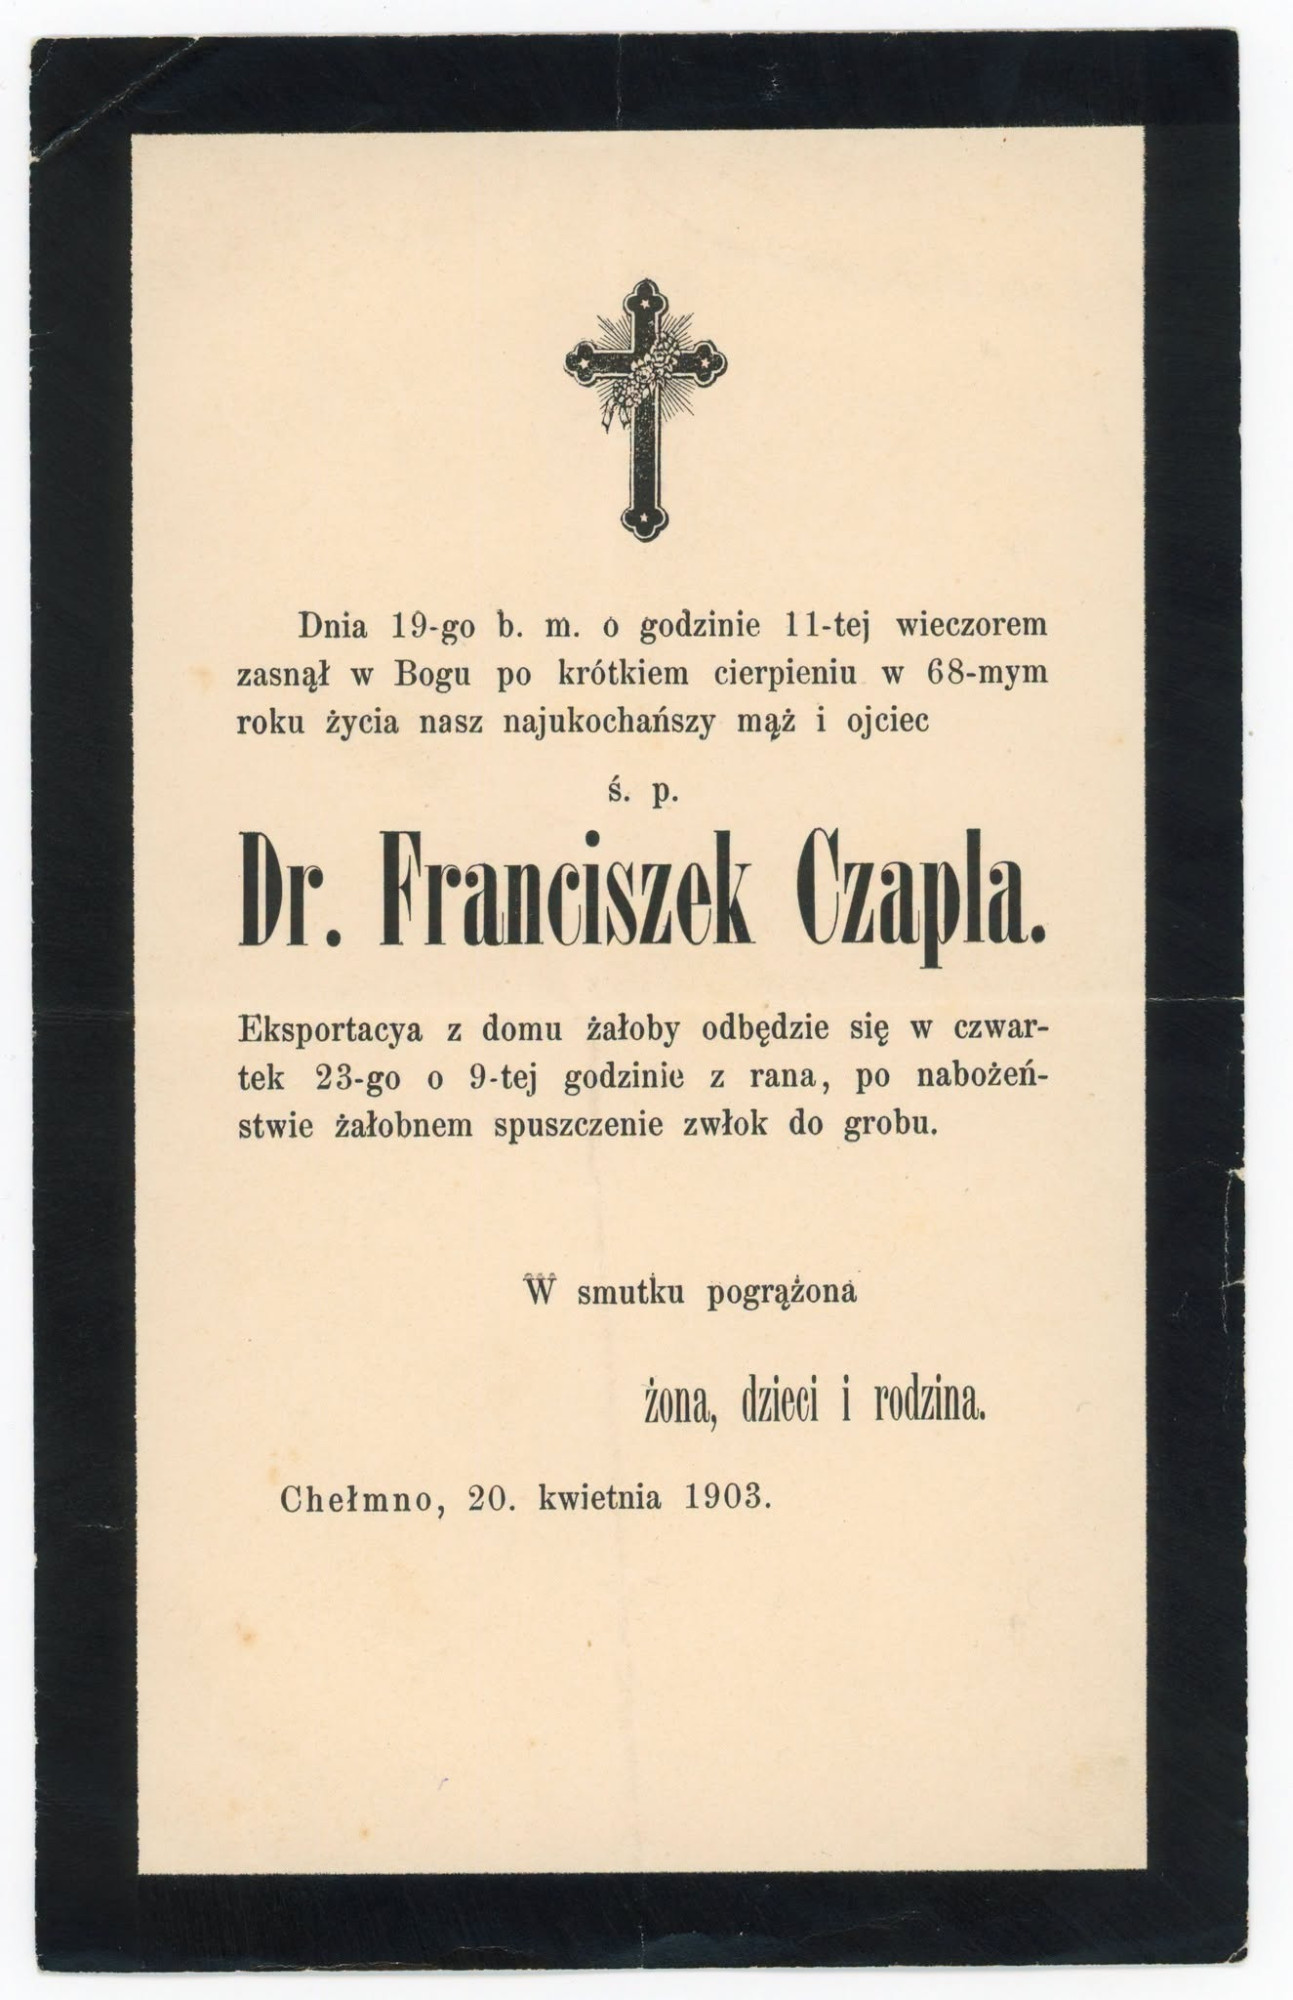 Dnia 19-go b. m. o godzinie 11-tej wieczorem
zasnął w Bogu po krótkiem cierpieniu w 68-mym
roku życia nasz najukochańszy mąż i ojciec
ś. p.
Dr. Franciszek Czapla.
Eksportacya z domu żałoby odbędzie się w czwar-
tek 23-go o 9-tej godzinie z rana, po nabożeń-
stwie żałobnem spuszczenie zwłok do grobu.
W smutku pogrążona
żona, dzieci i rodzina.
Chełmno, 20. kwietnia 1903.